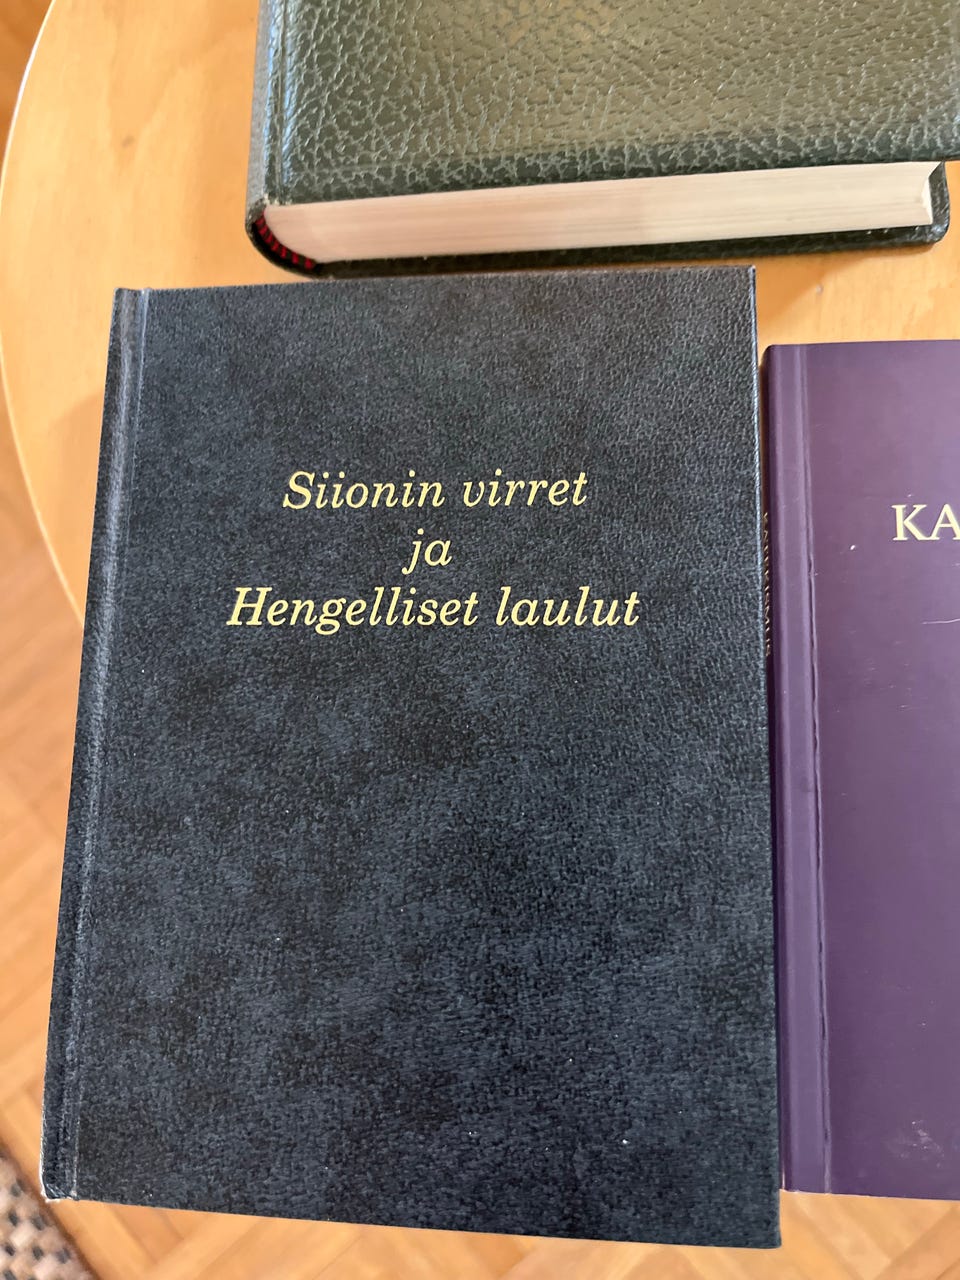 Siionin virret
ja
Hengelliset laulut
KA